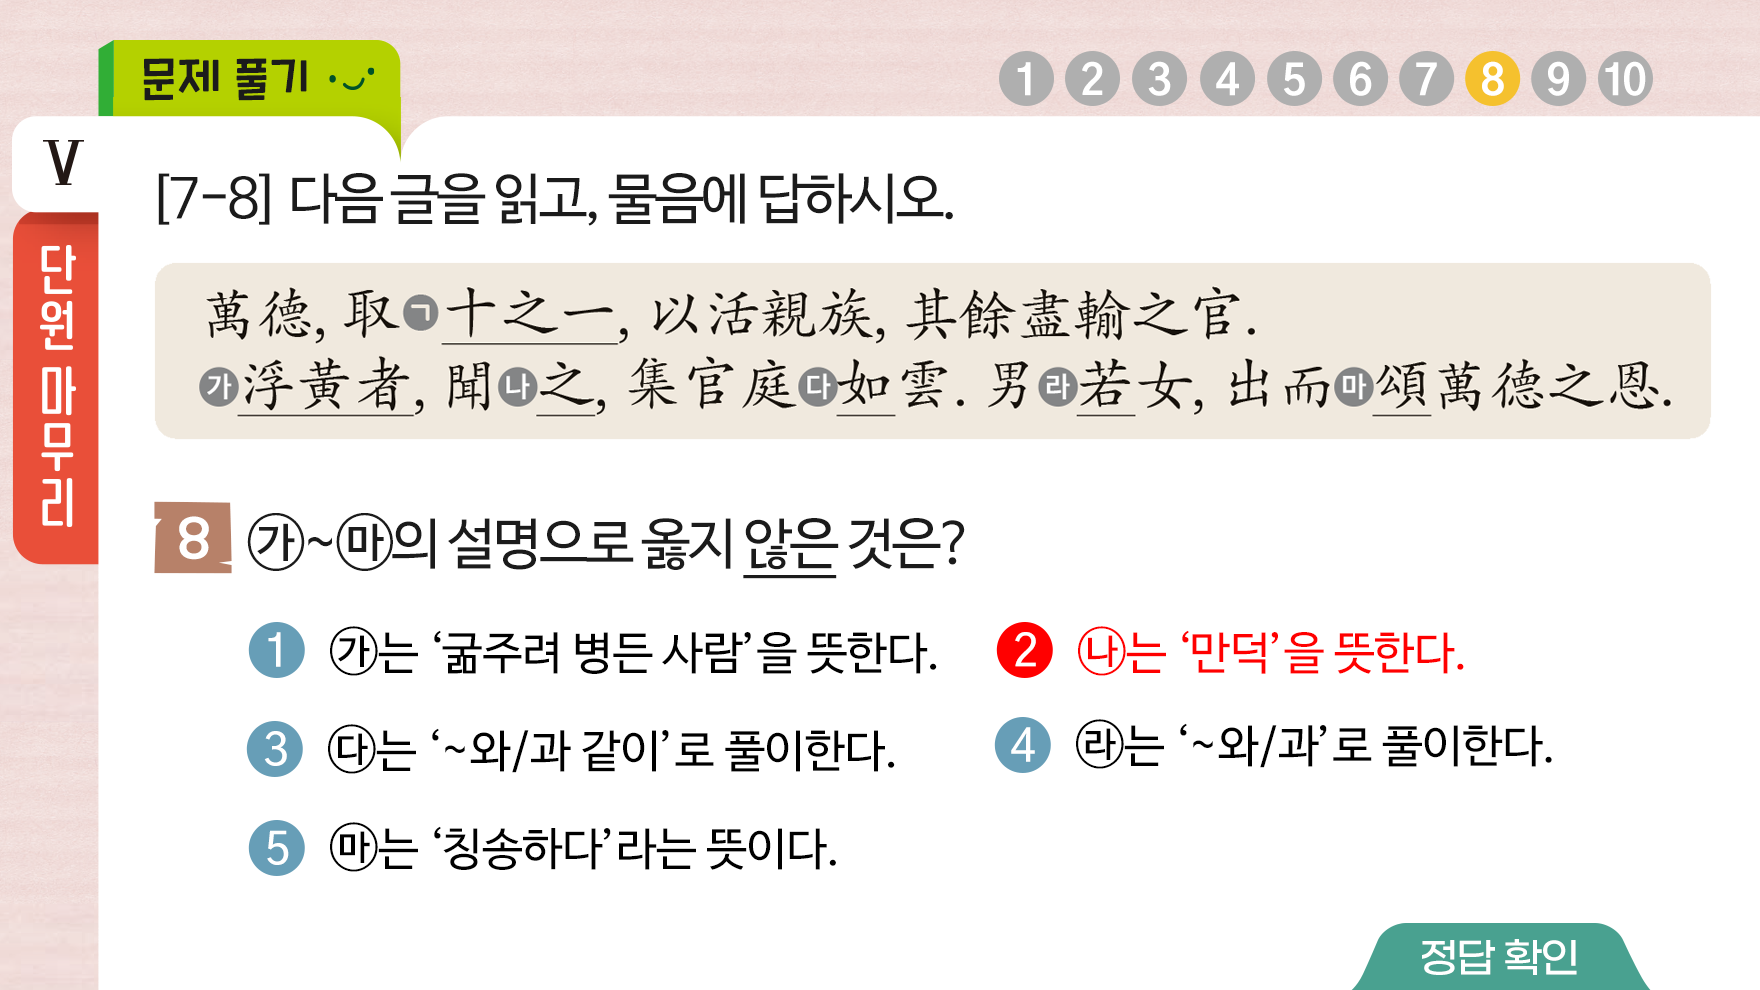 문제 풀기
1 2 3 4 5 6 7 8 9 10
V
단원 마무리
[7-8] 다음 글을 읽고, 물음에 답하시오.
萬德, 取㉠十之一, 以活親族, 其餘盡輸之官.
㉮浮黃者, 聞㉯之, 集官庭㉰如雲. 男㉱若女, 出而㉲頌萬德之恩.
8 ㉮~㉲의 설명으로 옳지 않은 것은?
1 ㉮는 ‘굶주려 병든 사람’을 뜻한다.
2 ㉯는 ‘만덕’을 뜻한다.
3 ㉰는 ‘~와/과 같이’로 풀이한다.
4 ㉱는 ‘~와/과’로 풀이한다.
5 ㉲는 ‘칭송하다’라는 뜻이다.
정답 확인